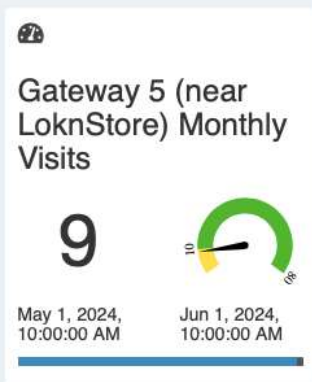 Gateway 5 (near
LoknStore) Monthly
Visits
9
10
80
May 1, 2024,
10:00:00 AM
Jun 1, 2024,
10:00:00 AM